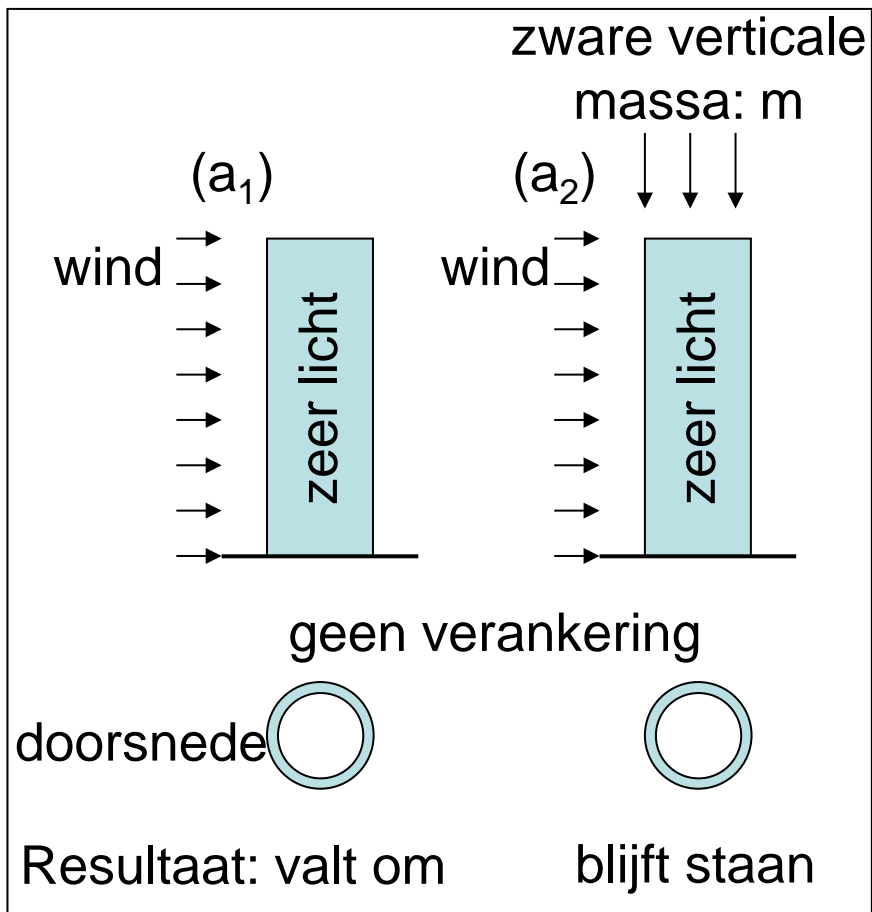 zware verticale
massa: m
(a₁)
(a₂)
wind
wind
zeer licht
zeer licht
geen verankering
doorsnede
Resultaat: valt om
blijft staan